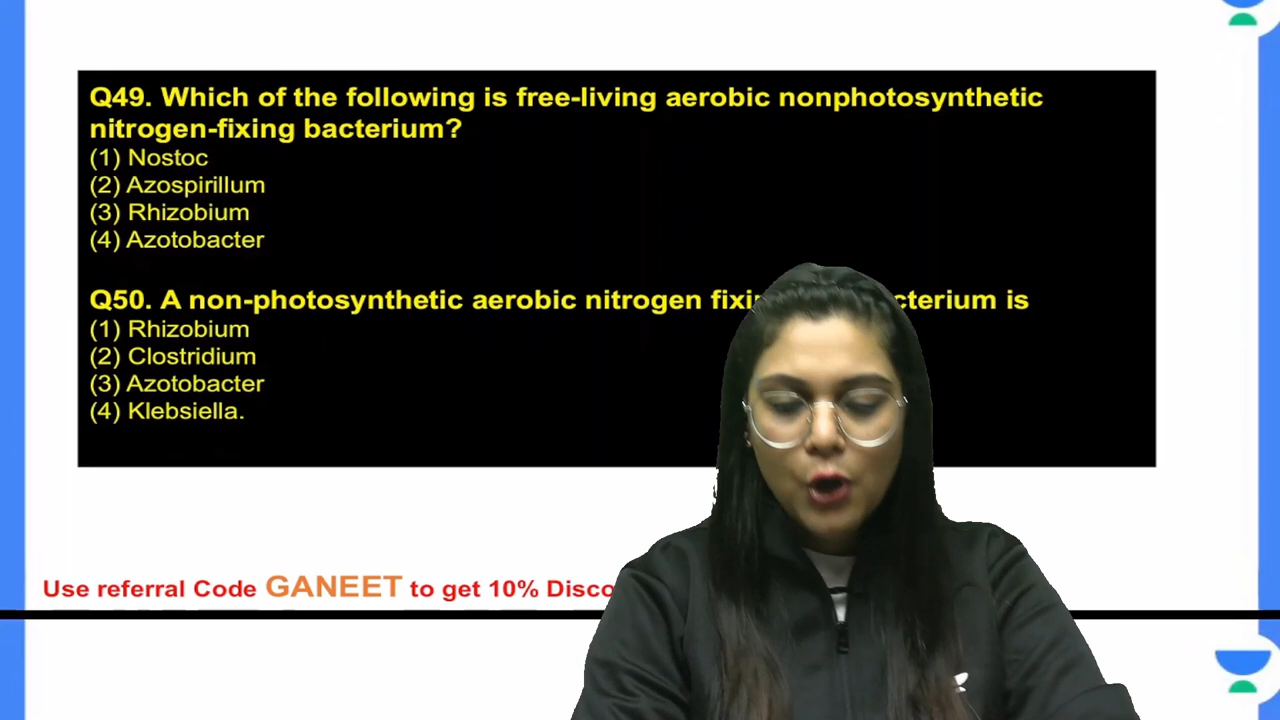 Q49. Which of the following is free-living aerobic nonphotosynthetic
nitrogen-fixing bacterium?
(1) Nostoc
(2) Azospirillum
(3) Rhizobium
(4) Azotobacter
Q50. A non-photosynthetic aerobic nitrogen is
(1) Rhizobium
(2) Clostridium
(3) Azotobacter
(4) Klebsiella.
Use referral Code GANEET to get 10%